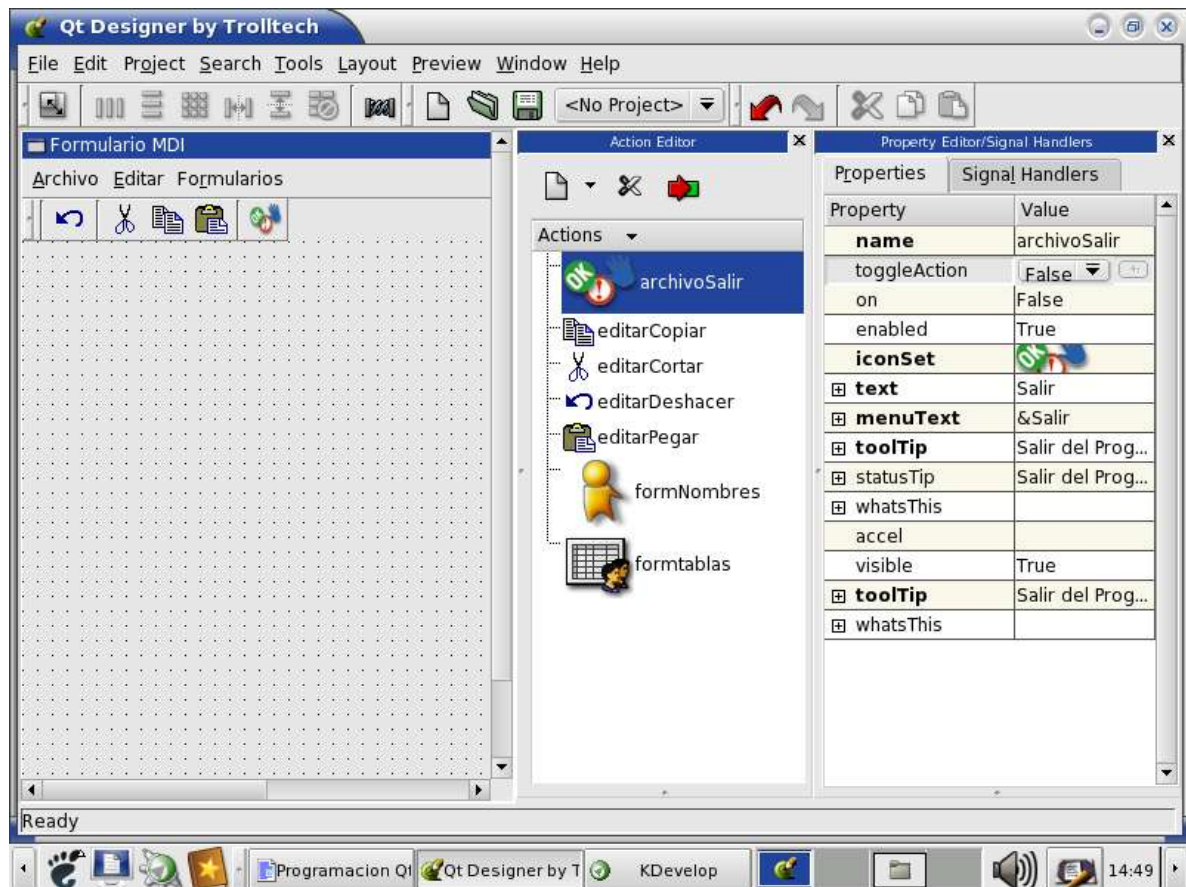 Qt Designer by Trolltech
File Edit Project Search Tools Layout Preview Window Help
<No Project>
Formulario MDI
Archivo Editar Formularios
Action Editor
Actions
archivoSalir
editarCopiar
editarCortar
editarDeshacer
editarPegar
formNombres
formtablas
Property Editor/Signal Handlers
Properties Signal Handlers
Property Value
name archivoSalir
toggleAction False
on False
enabled True
iconSet
text Salir
menuText &Salir
toolTip Salir del Prog...
statusTip Salir del Prog...
whatsThis
accel
visible True
toolTip Salir del Prog...
whatsThis
Ready
Programacion Qt Qt Designer by T KDevelop 14:49